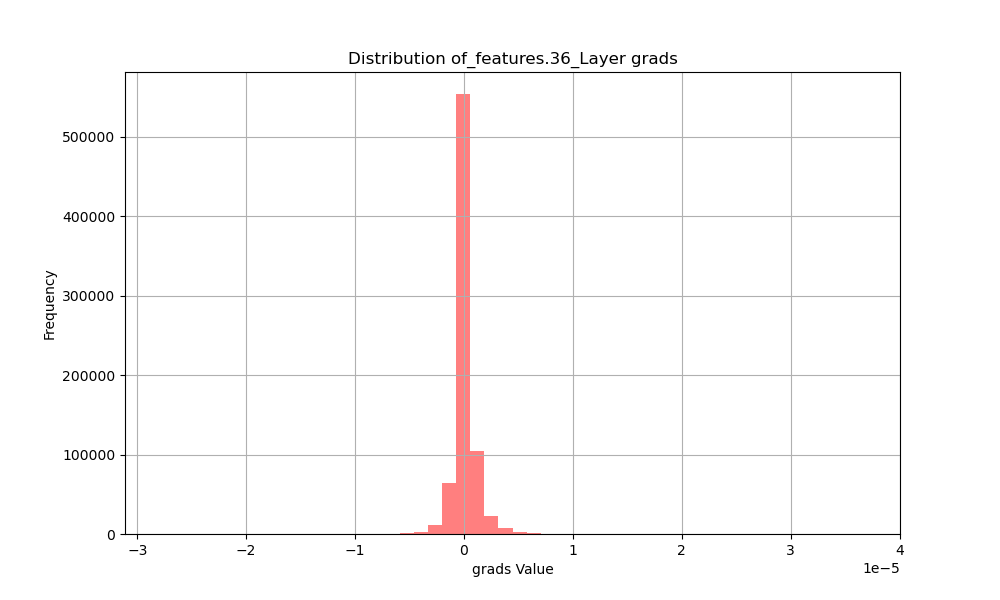 Distribution of_features.36_Layer grads
Frequency
500000
400000
300000
200000
100000
0
−3 −2 −1 0 1 2 3 4
grads Value
1e−5